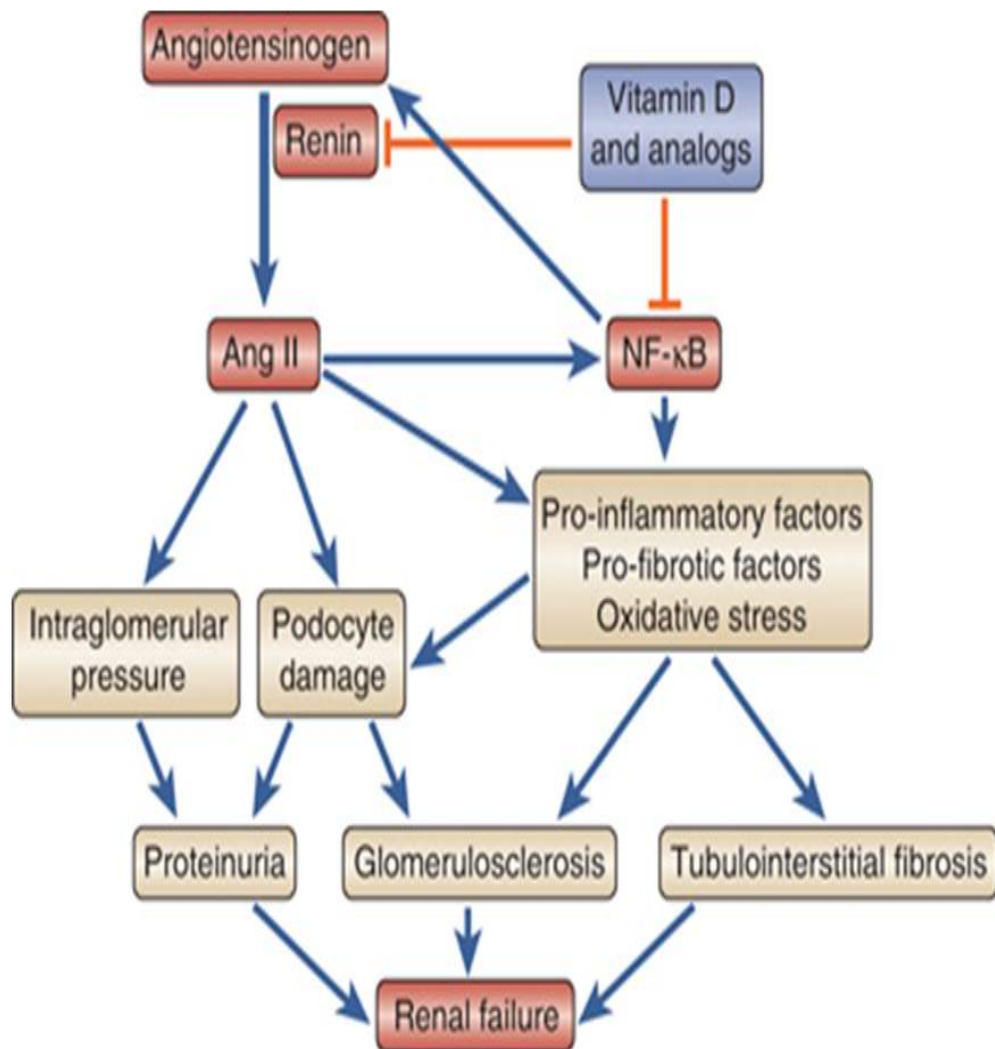 Angiotensinogen
Renin
Vitamin D
and analogs
Ang II
NF-κB
Pro-inflammatory factors
Pro-fibrotic factors
Oxidative stress
Intraglomerular
pressure
Podocyte
damage
Proteinuria
Glomerulosclerosis
Tubulointerstitial fibrosis
Renal failure